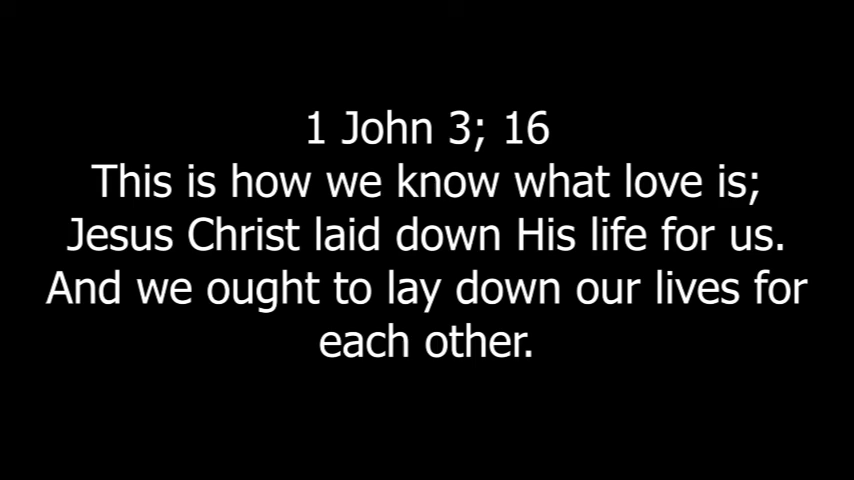 1 John 3; 16
This is how we know what love is;
Jesus Christ laid down His life for us.
And we ought to lay down our lives for
each other.